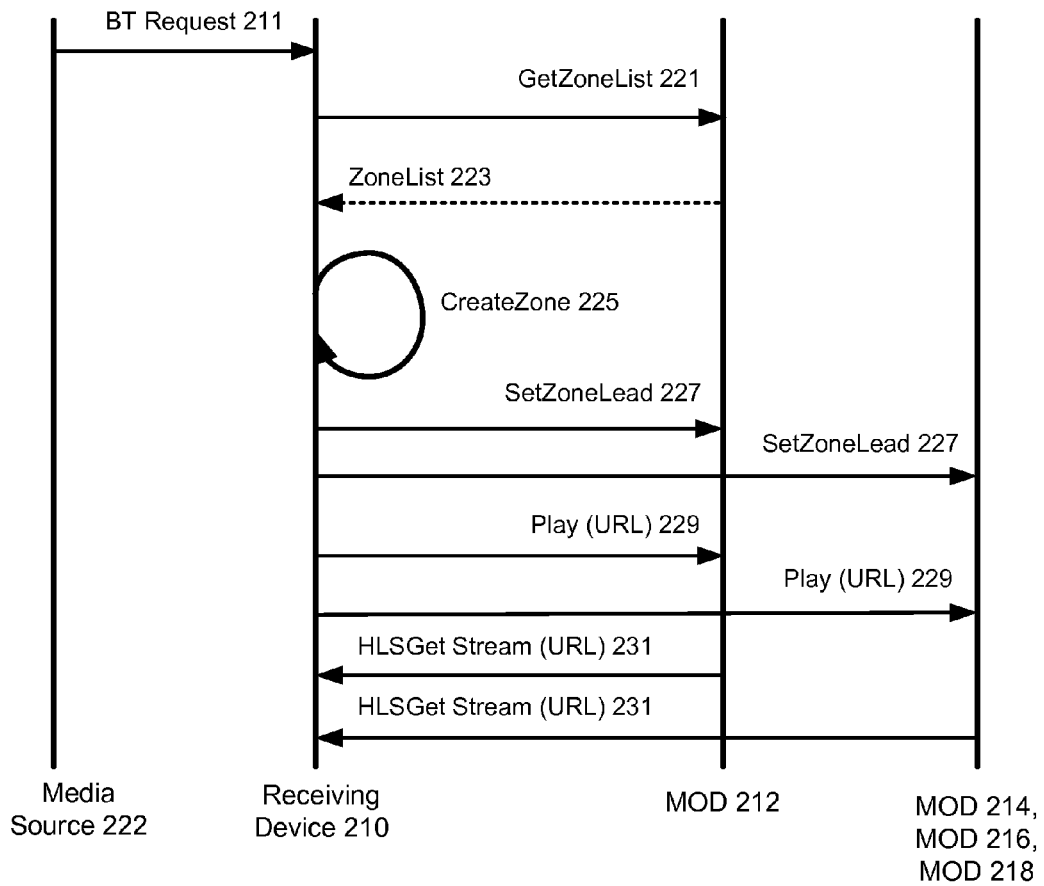 BT Request 211
GetZoneList 221
ZoneList 223
CreateZone 225
SetZoneLead 227
SetZoneLead 227
Play (URL) 229
Play (URL) 229
HLSGet Stream (URL) 231
HLSGet Stream (URL) 231
Media
Source 222
Receiving
Device 210
MOD 212
MOD 214,
MOD 216,
MOD 218